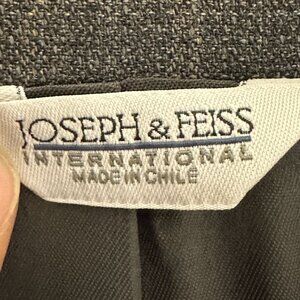 JOSEPH & FEISS
INTERNATIONAL
MADE IN CHILE